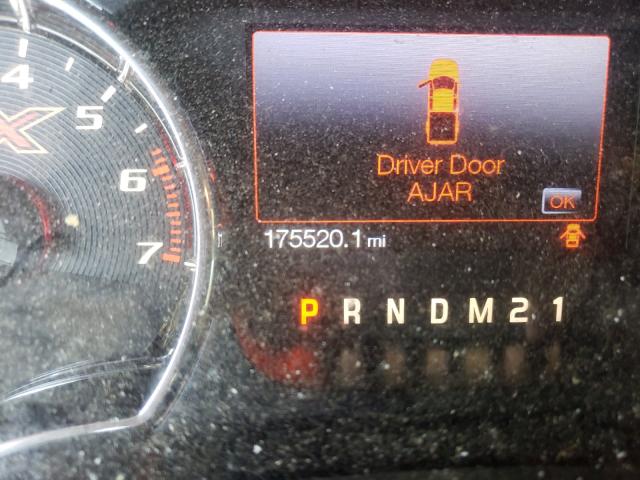 4
5
6
7
X
Driver Door
AJAR
OK
175520.1 mi
P R N D M 2 1